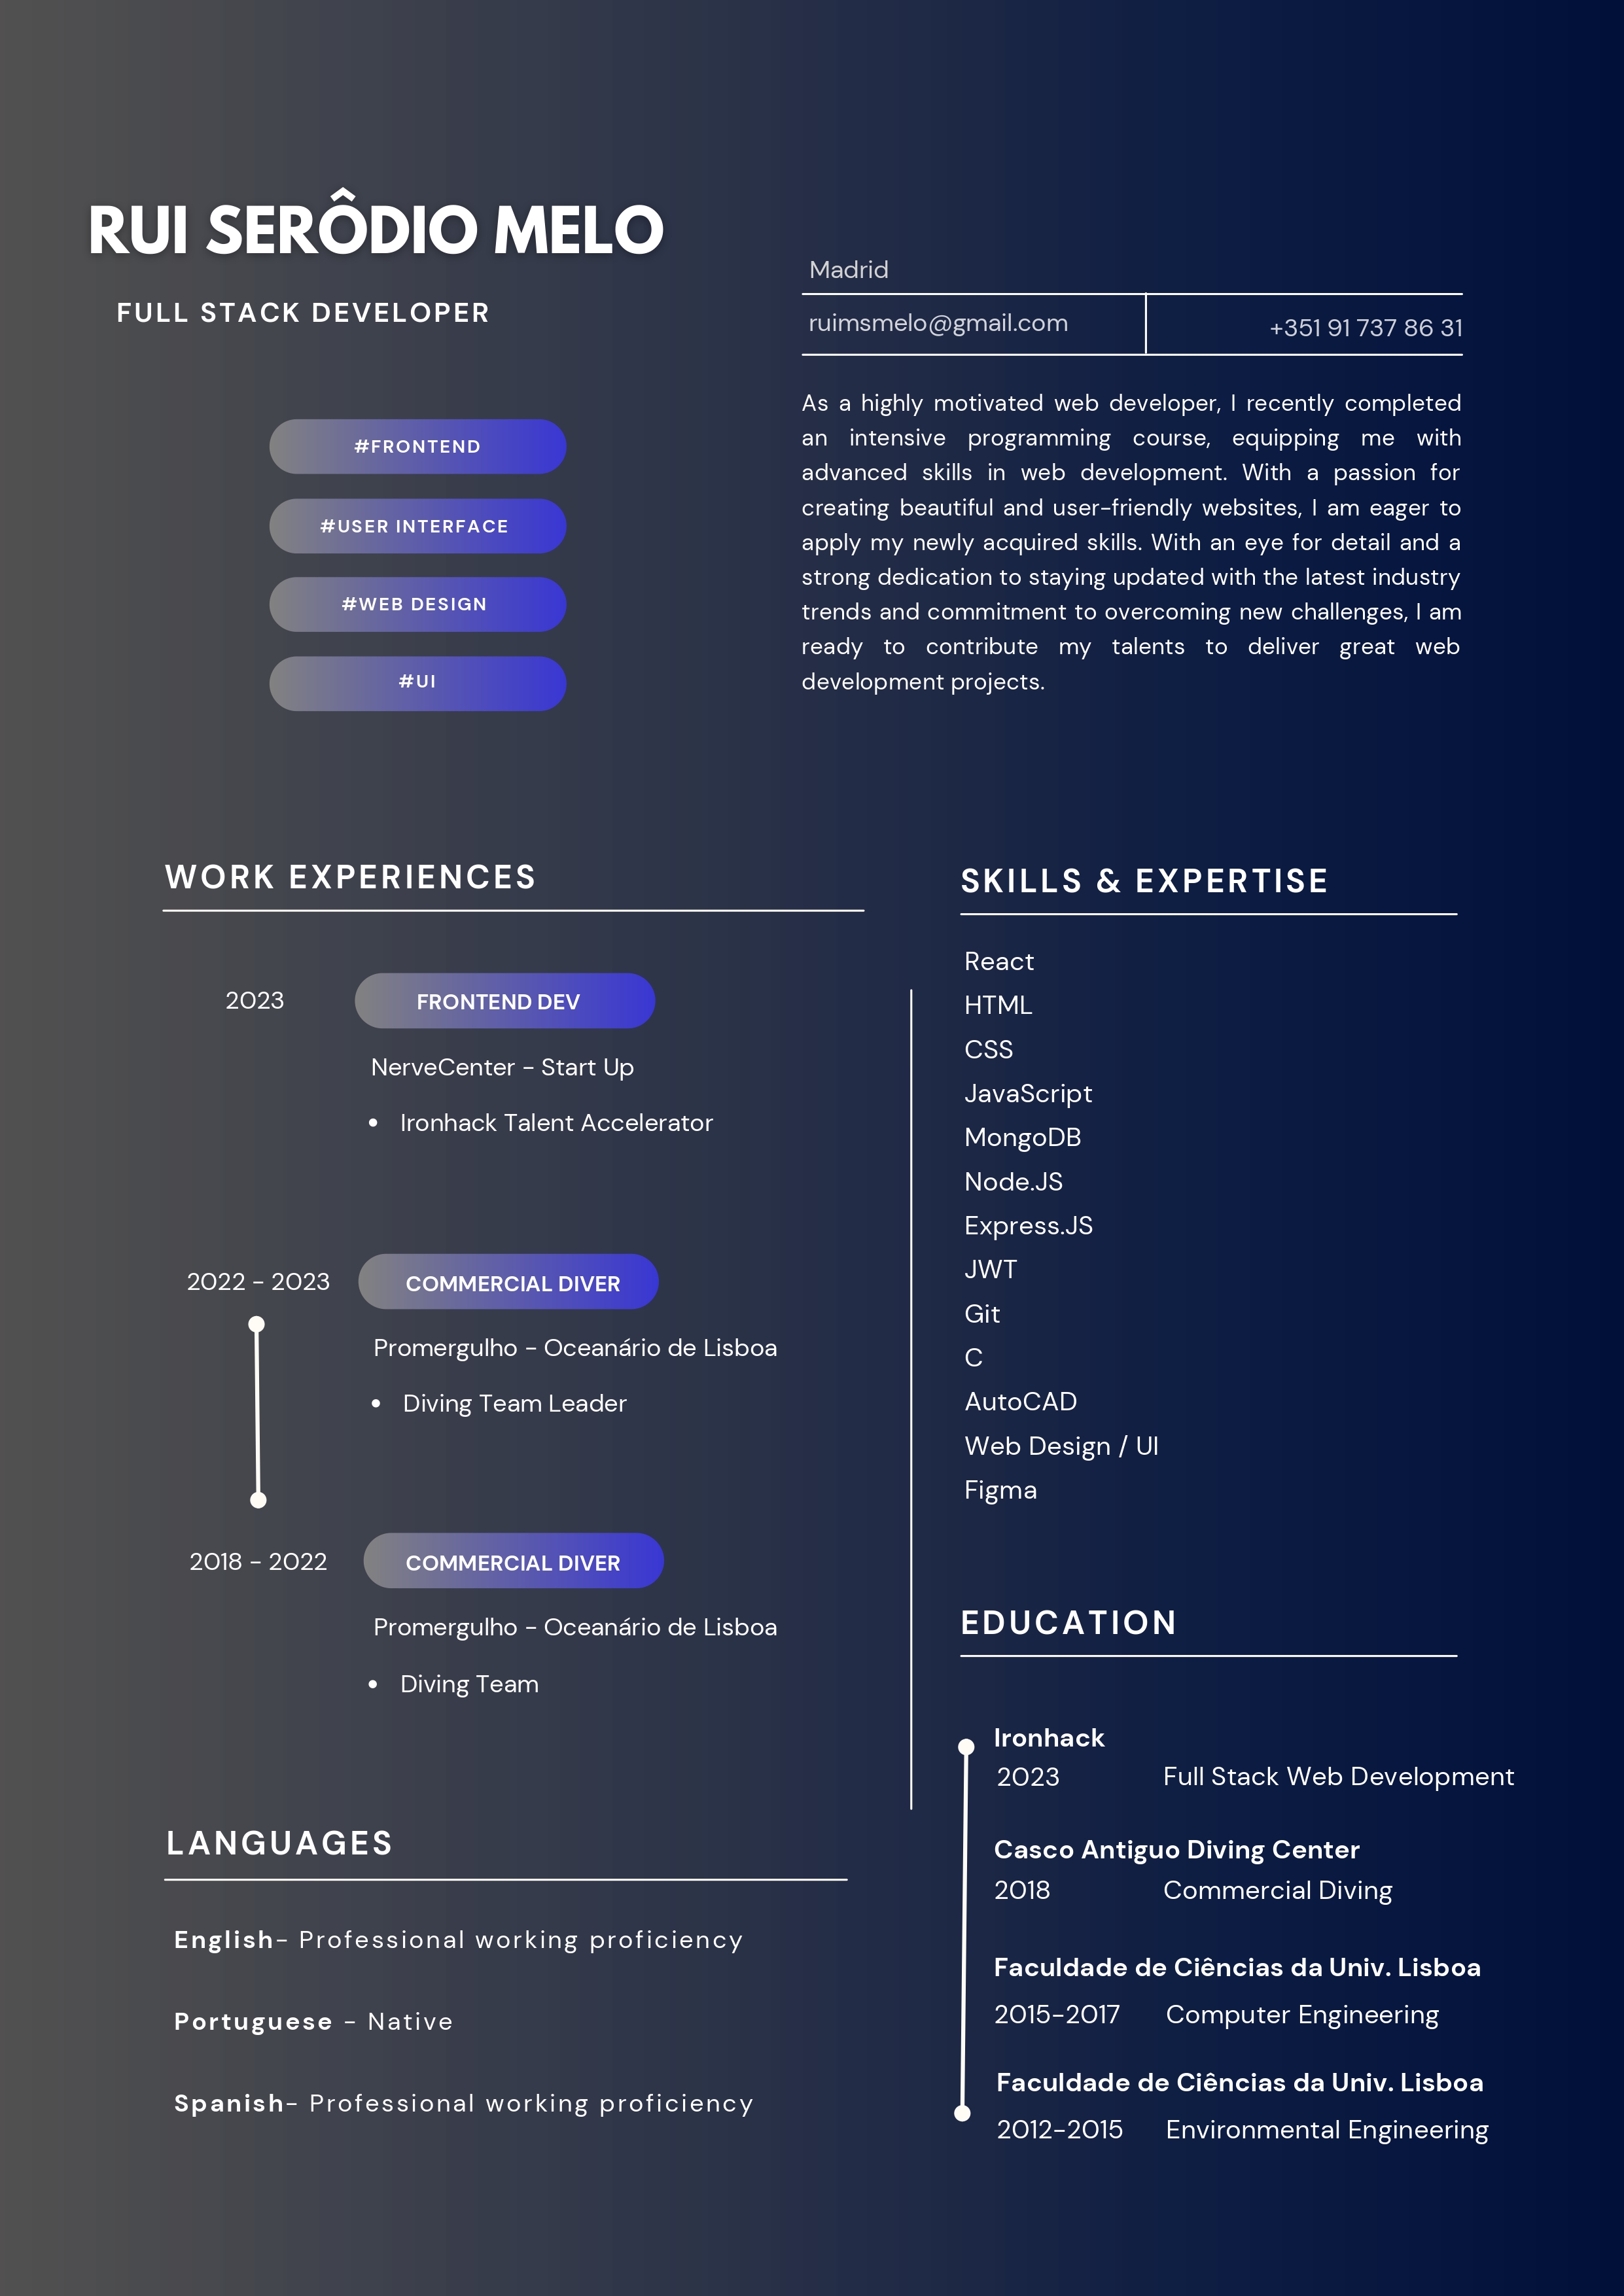 RUI SERÔDIO MELO
FULL STACK DEVELOPER
#FRONTEND
#USER INTERFACE
#WEB DESIGN
#UI
Madrid
ruimsmelo@gmail.com
+351 91 737 86 31
As a highly motivated web developer, I recently completed
an intensive programming course, equipping me with
advanced skills in web development. With a passion for
creating beautiful and user-friendly websites, I am eager to
apply my newly acquired skills. With an eye for detail and a
strong dedication to staying updated with the latest industry
trends and commitment to overcoming new challenges, I am
ready to contribute my talents to deliver great web
development projects.
WORK EXPERIENCES
2023
FRONTEND DEV
NerveCenter - Start Up
• Ironhack Talent Accelerator
2022 - 2023
COMMERCIAL DIVER
Promergulho - Oceanário de Lisboa
• Diving Team Leader
2018 - 2022
COMMERCIAL DIVER
Promergulho - Oceanário de Lisboa
• Diving Team
LANGUAGES
English- Professional working proficiency
Portuguese - Native
Spanish- Professional working proficiency
SKILLS & EXPERTISE
React
HTML
CSS
JavaScript
MongoDB
Node.JS
Express.JS
JWT
Git
C
AutoCAD
Web Design / UI
Figma
EDUCATION
Ironhack
2023 Full Stack Web Development
Casco Antiguo Diving Center
2018 Commercial Diving
Faculdade de Ciências da Univ. Lisboa
2015-2017 Computer Engineering
Faculdade de Ciências da Univ. Lisboa
2012-2015 Environmental Engineering